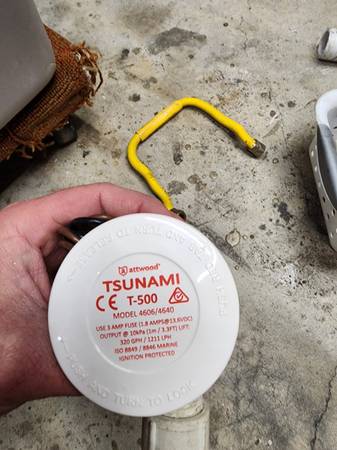 attwood
TSUNAMI
CE T-500
MODEL 4606/4640
USE 3 AMP FUSE (1.8 AMPS@13.6VDC)
OUTPUT @ 10kPa (1m / 3.3FT) LIFT:
320 GPH / 1211 LPH
ISO 8849 / 8846 MARINE
IGNITION PROTECTED
AND TURN TO LOCK